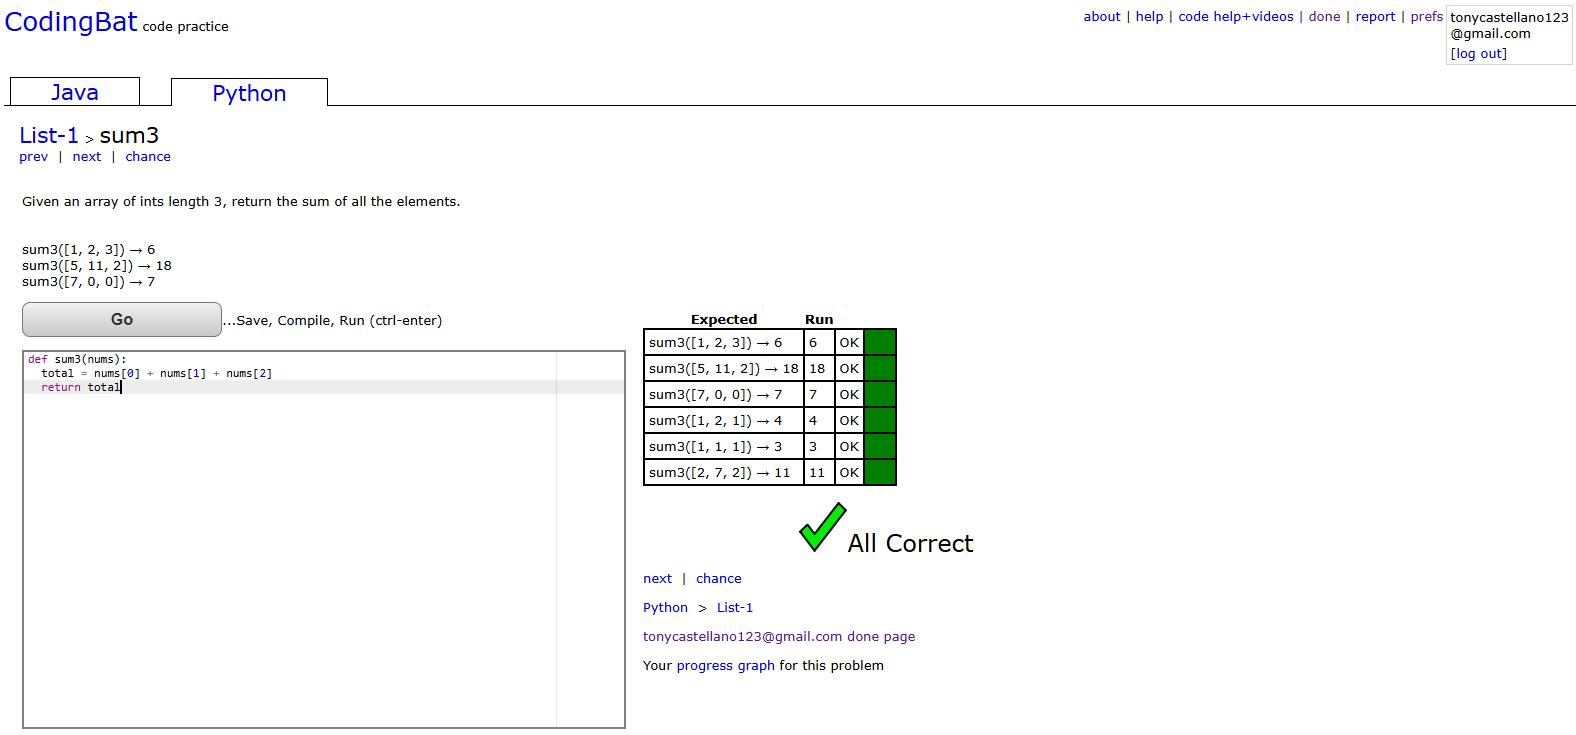 CodingBat code practice
about | help | code help+videos | done | report | prefs
tonycastellano123
@gmail.com
[log out]
Java
Python
List-1 > sum3
prev | next | chance
Given an array of ints length 3, return the sum of all the elements.
sum3([1, 2, 3]) → 6
sum3([5, 11, 2]) → 18
sum3([7, 0, 0]) → 7
Go
...Save, Compile, Run (ctrl-enter)
def sum3(nums):
  total = nums[0] + nums[1] + nums[2]
  return total
Expected Run
sum3([1, 2, 3]) → 6 6 OK
sum3([5, 11, 2]) → 18 18 OK
sum3([7, 0, 0]) → 7 7 OK
sum3([1, 2, 1]) → 4 4 OK
sum3([1, 1, 1]) → 3 3 OK
sum3([2, 7, 2]) → 11 11 OK
All Correct
next | chance
Python > List-1
tonycastellano123@gmail.com done page
Your progress graph for this problem